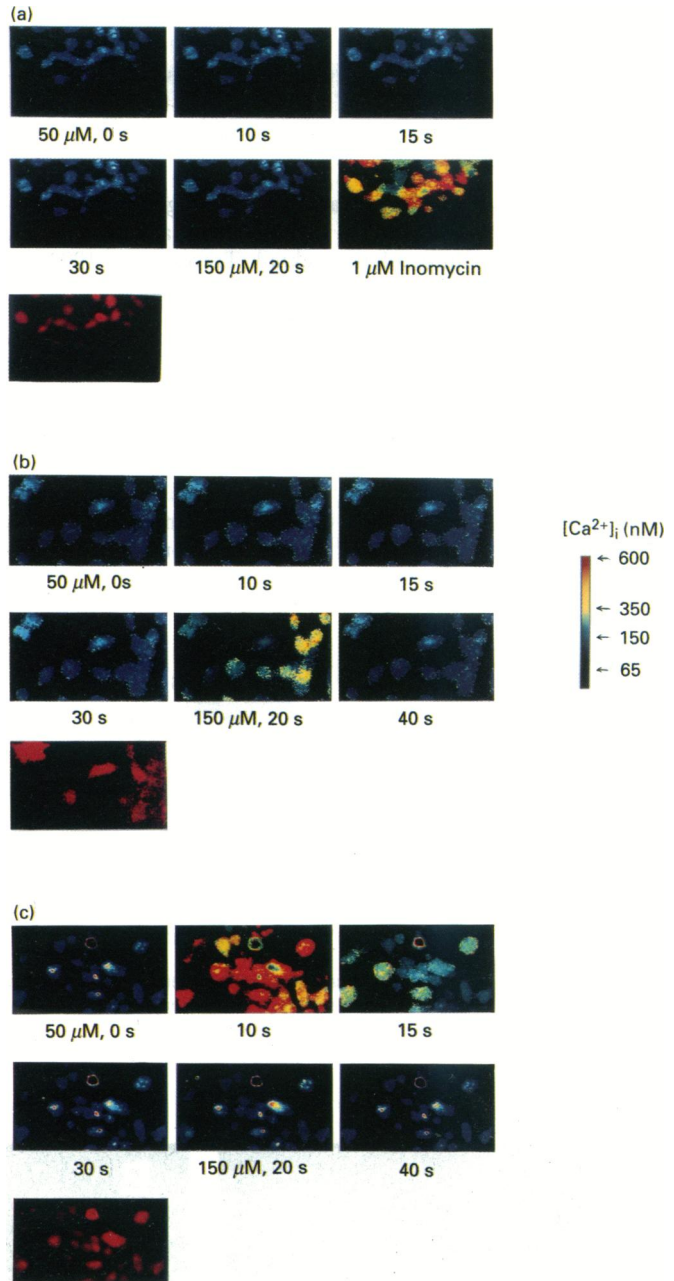 (a)
50 μM, 0 s
10 s
15 s
30 s
150 μM, 20 s
1 μM Inomycin
(b)
50 μM, 0s
10 s
15 s
30 s
150 μM, 20 s
40 s
[Ca²⁺]ᵢ (nM)
← 600
← 350
← 150
← 65
(c)
50 μM, 0 s
10 s
15 s
30 s
150 μM, 20 s
40 s